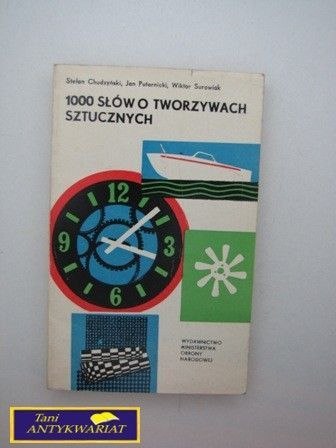 Stefan Chudzyński, Jan Puternicki, Wiktor Surowiak
1000 SŁÓW O TWORZYWACH
SZTUCZNYCH
12
9
3
6
WYDAWNICTWO
MINISTERSTWA
OBRONY
NARODOWEJ
Tani
ANTYKWARIAT